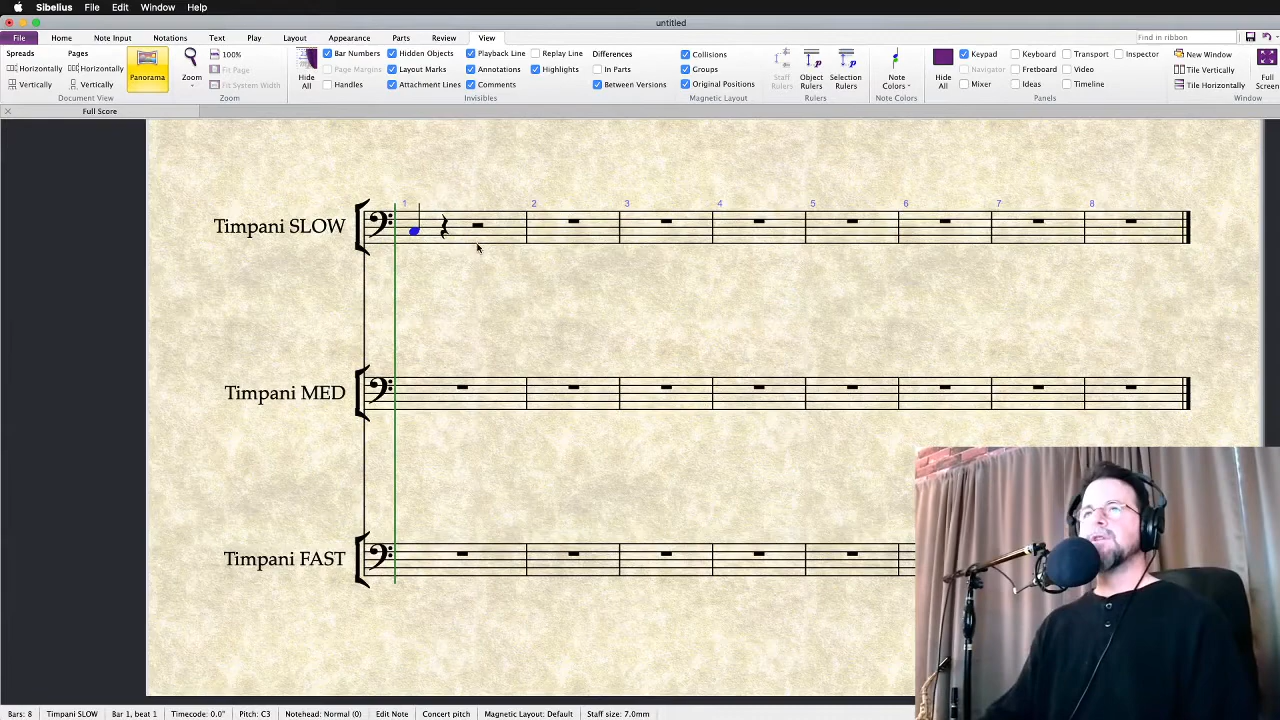 Sibelius File Edit Window Help
untitled
File Home Note Input Notations Text Play Layout Appearance Parts Review View Find in ribbon
Spreads Pages 100% Bar Numbers Hidden Objects Playback Line Replay Line Differences Collisions Keypad Keyboard Transport Inspector New Window
Horizontally Horizontally Panorama Zoom Fit Page Hide All Page Margins Layout Marks Annotations Highlights In Parts Groups Staff Rulers Object Rulers Selection Rulers Note Colors Hide All Navigator Fretboard Video Tile Vertically Full Screen
Vertically Vertically Fit System Width Handles Attachment Lines Comments Between Versions Original Positions Mixer Ideas Timeline Tile Horizontally
Document View Zoom Invisibles Magnetic Layout Rulers Note Colors Panels Window
Full Score
1 2 3 4 5 6 7 8
Timpani SLOW
Timpani MED
Timpani FAST
Bars: 8 Timpani SLOW Bar 1, beat 1 Timecode: 0.0" Pitch: C3 Notehead: Normal (0) Edit Note Concert pitch Magnetic Layout: Default Staff size: 7.0mm